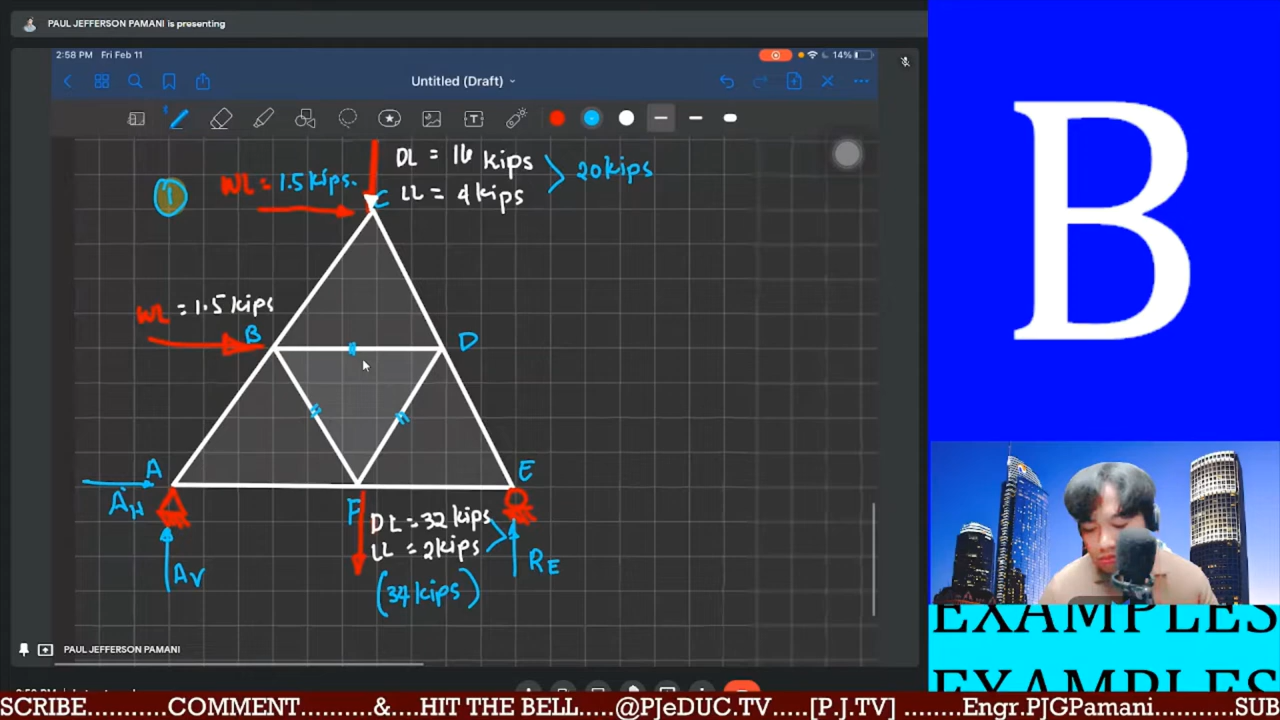 PAUL JEFFERSON PAMANI is presenting
2:58 PM Fri Feb 11
14%
Untitled (Draft)
T
DL = 16 kips
LL = 4 kips
20 kips
WL = 1.5 kips.
1
C
WL = 1.5 kips
B
D
A
E
AH
F
DL = 32 kips
LL = 2 kips
(34 kips)
AV
RE
PAUL JEFFERSON PAMANI
B
EXAMPLES
EXAMPLES
SCRIBE..........COMMENT..........&....HIT THE BELL.....@PJeDUC.TV.....[P.J.TV] ........Engr.PJGPamani............SUB